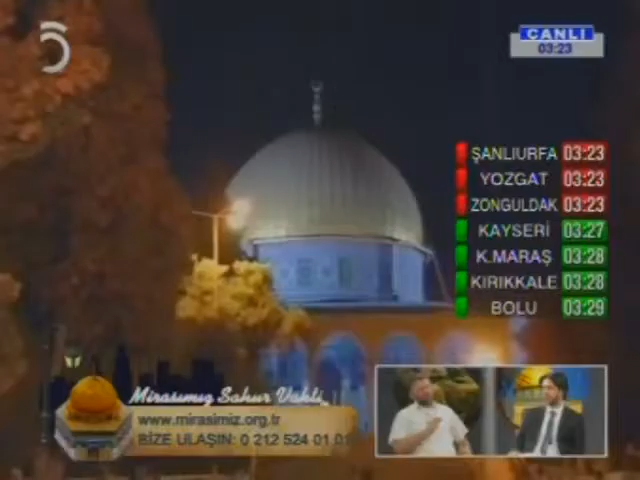 CANLI
03:23
ŞANLIURFA 03:23
YOZGAT 03:23
ZONGULDAK 03:23
KAYSERİ 03:27
K.MARAŞ 03:28
KIRIKKALE 03:28
BOLU 03:29
Mirasımız Sahur Vakti
www.mirasimiz.org.tr
BİZE ULAŞIN: 0 212 524 01 01